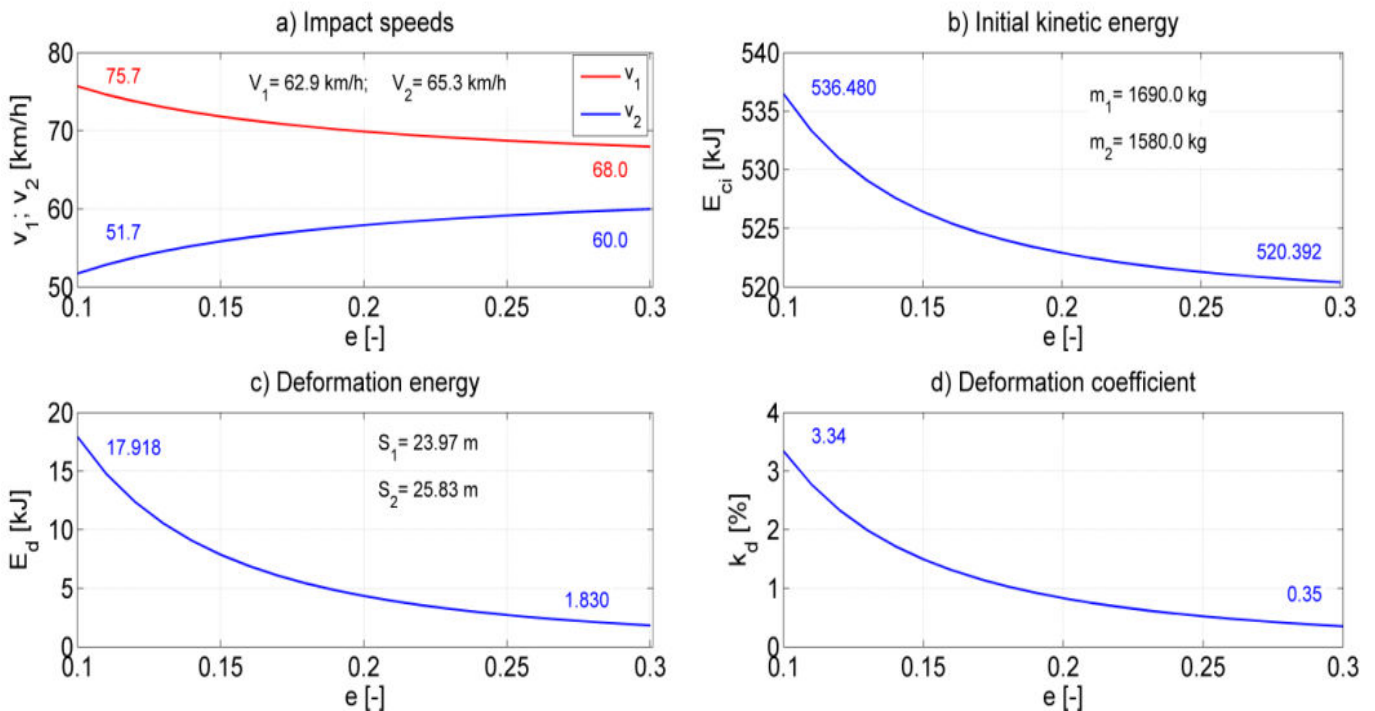 a) Impact speeds
80
70
60
50
v1; v2 [km/h]
75.7
V1= 62.9 km/h; V2= 65.3 km/h
v1
v2
68.0
51.7
60.0
0.1 0.15 0.2 0.25 0.3
e [-]
b) Initial kinetic energy
540
535
530
525
520
Eci [kJ]
536.480
m1= 1690.0 kg
m2= 1580.0 kg
520.392
0.1 0.15 0.2 0.25 0.3
e [-]
c) Deformation energy
20
15
10
5
0
Ed [kJ]
17.918
S1= 23.97 m
S2= 25.83 m
1.830
0.1 0.15 0.2 0.25 0.3
e [-]
d) Deformation coefficient
4
3
2
1
0
kd [%]
3.34
0.35
0.1 0.15 0.2 0.25 0.3
e [-]